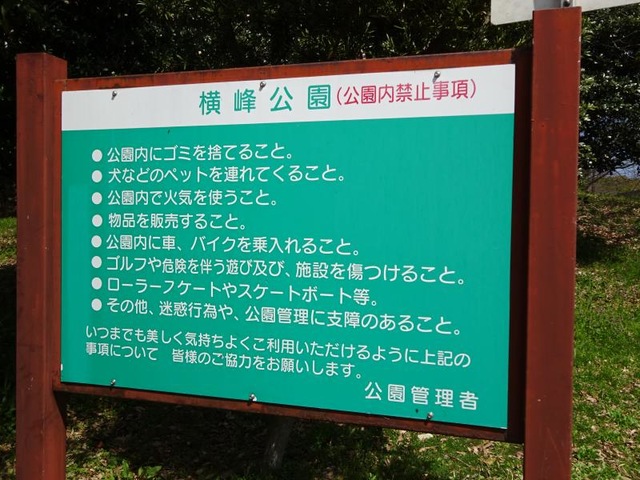 横峰公園(公園内禁止事項)
●公園内にゴミを捨てること。
●犬などのペットを連れてくること。
●公園内で火気を使うこと。
●物品を販売すること。
●公園内に車、バイクを乗入れること。
●ゴルフや危険を伴う遊び及び、施設を傷つけること。
●ローラーフケートやスケートボート等。
●その他、迷惑行為や、公園管理に支障のあること。
いつまでも美しく気持ちよくこ利用いただけるように上記の
事項について 皆様のご協力をお願いします。
公園管理者